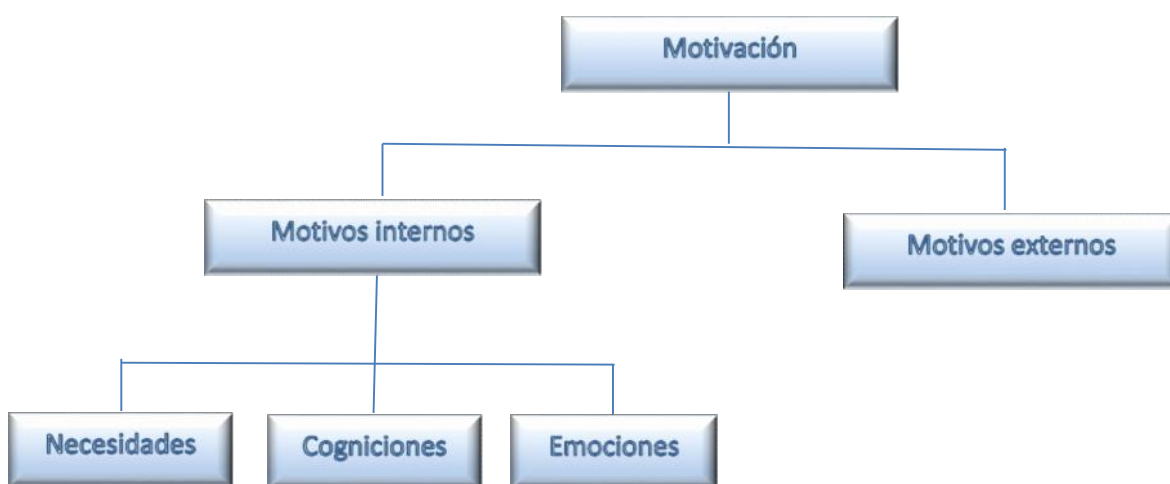 Motivación
Motivos internos
Motivos externos
Necesidades
Cogniciones
Emociones